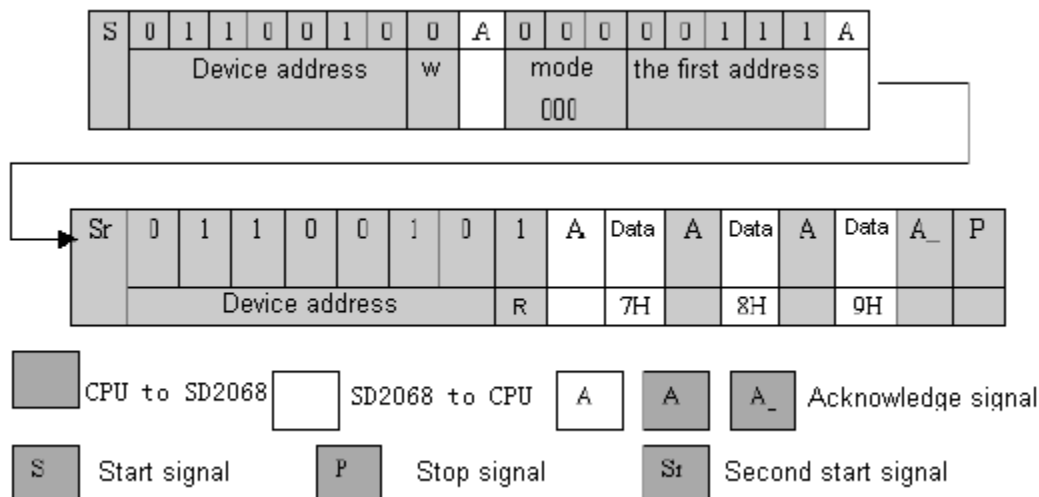 S 0 1 1 0 0 1 0 0 A 0 0 0 0 0 1 1 1 A
Device address w mode the first address
000
Sr 0 1 1 0 0 1 0 1 A Data A Data A Data A_ P
Device address R 7H 8H 9H
CPU to SD2068 SD2068 to CPU A A A_ Acknowledge signal
S Start signal P Stop signal Sr Second start signal